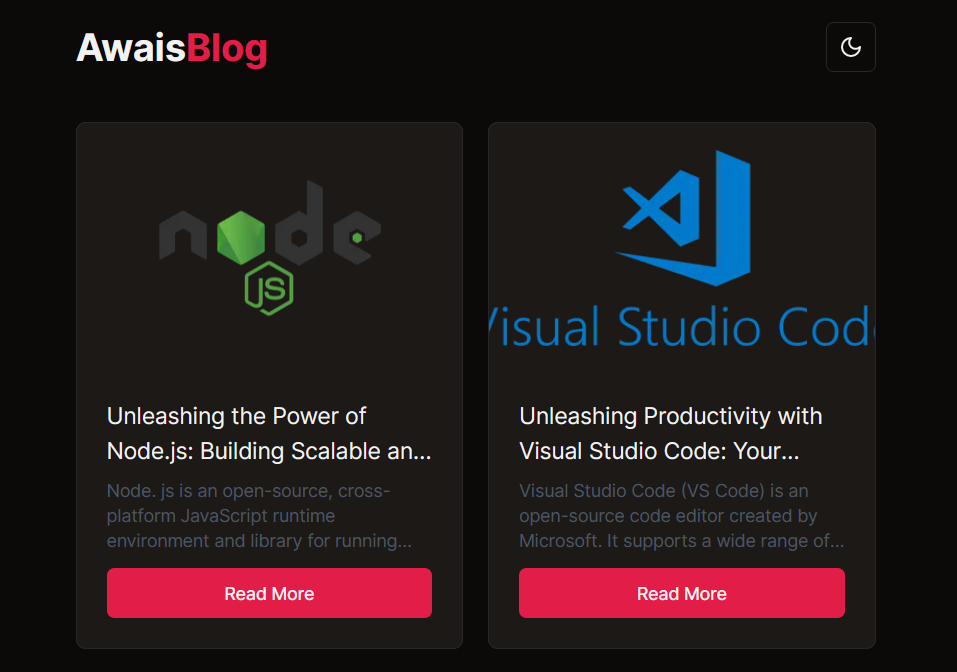 AwaisBlog
node
JS
Visual Studio Code
Unleashing the Power of
Node.js: Building Scalable an...
Node. js is an open-source, cross-
platform JavaScript runtime
environment and library for running...
Read More
Unleashing Productivity with
Visual Studio Code: Your...
Visual Studio Code (VS Code) is an
open-source code editor created by
Microsoft. It supports a wide range of...
Read More